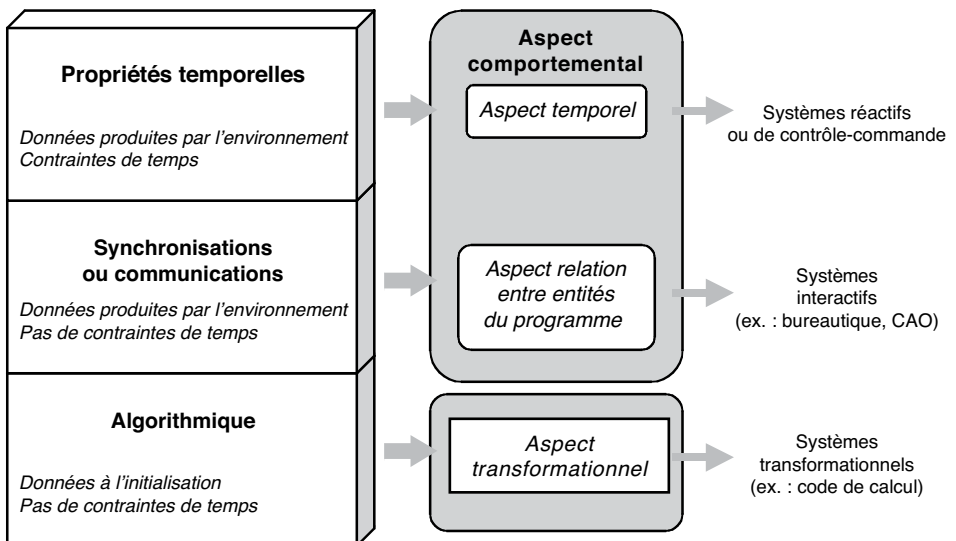 Propriétés temporelles
Données produites par l'environnement
Contraintes de temps
Synchronisations
ou communications
Données produites par l'environnement
Pas de contraintes de temps
Algorithmique
Données à l'initialisation
Pas de contraintes de temps
Aspect
comportemental
Aspect temporel
Aspect relation
entre entités
du programme
Aspect
transformationnel
Systèmes réactifs
ou de contrôle-commande
Systèmes
interactifs
(ex. : bureautique, CAO)
Systèmes
transformationnels
(ex. : code de calcul)